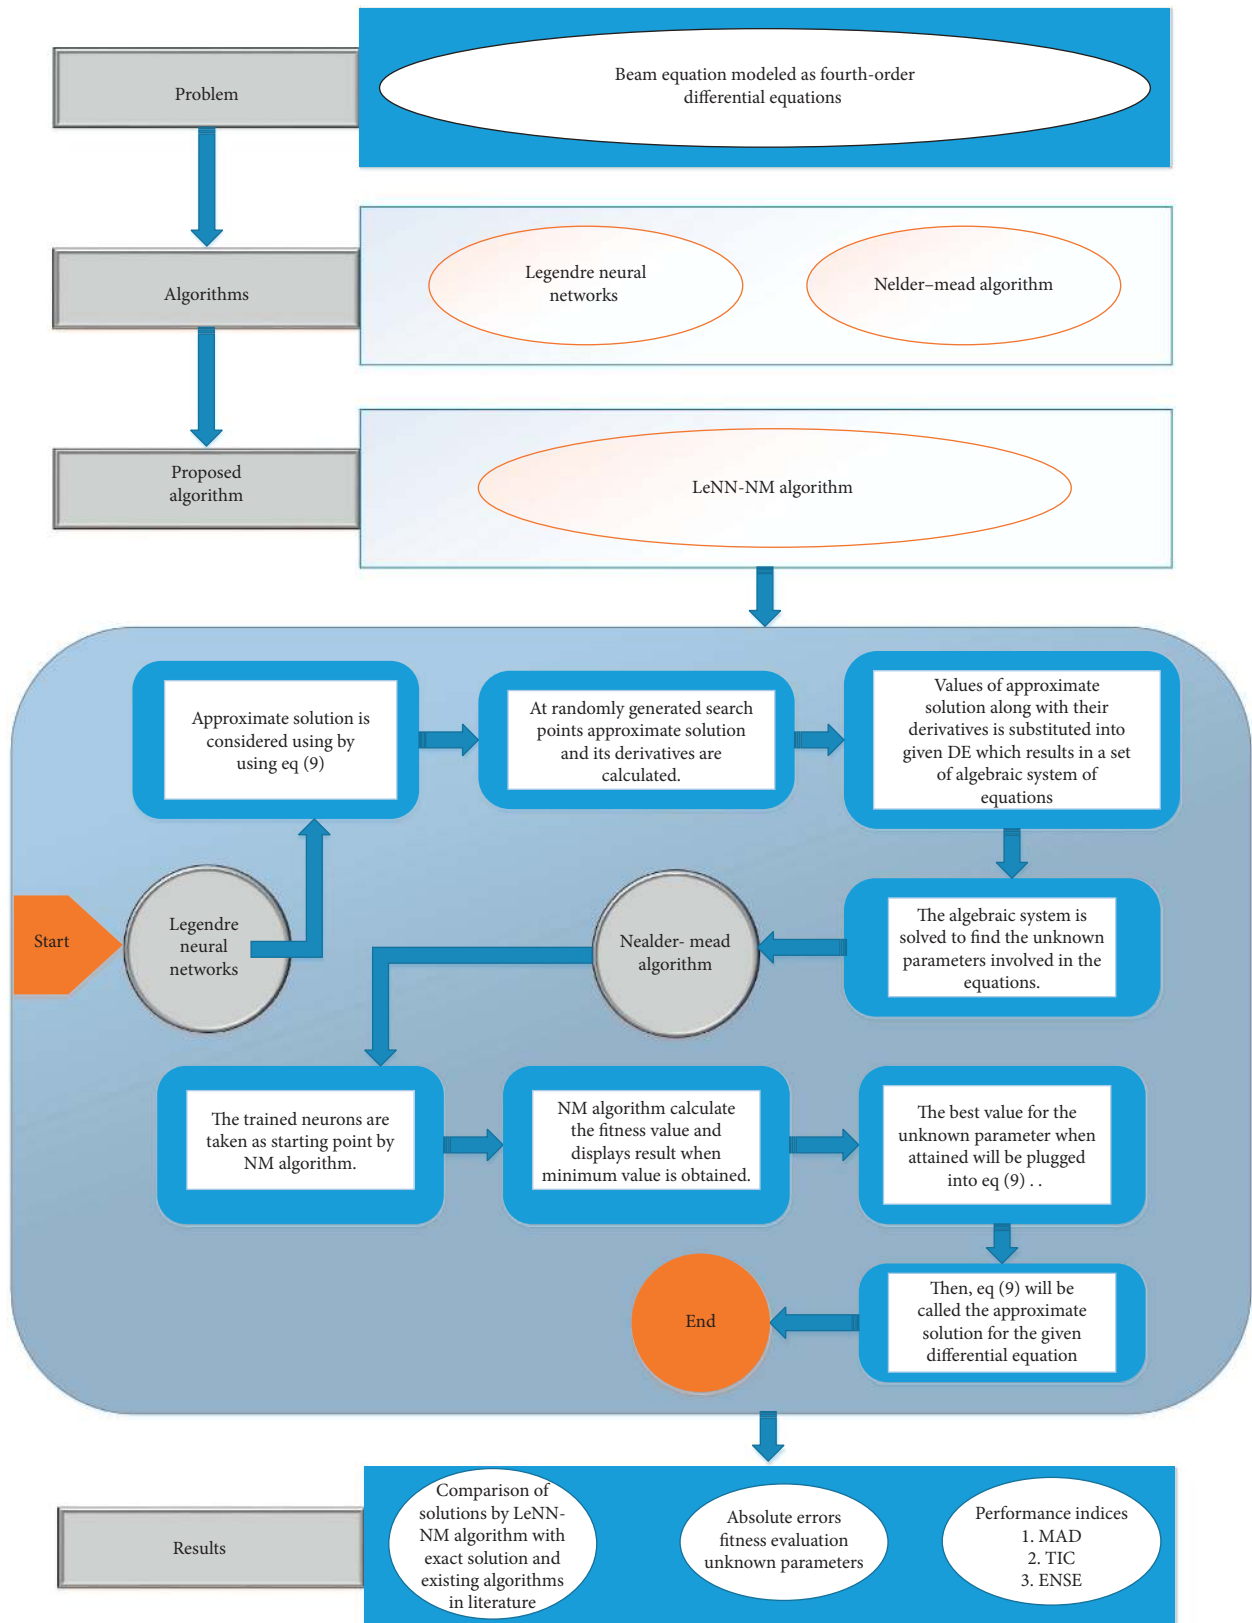 Problem
Beam equation modeled as fourth-order
differential equations
Algorithms
Legendre neural
networks
Nelder–mead algorithm
Proposed
algorithm
LeNN-NM algorithm
Approximate solution is
considered using by
using eq (9)
At randomly generated search
points approximate solution
and its derivatives are
calculated.
Values of approximate
solution along with their
derivatives is substituted into
given DE which results in a set
of algebraic system of
equations
Start
Legendre
neural
networks
Nealder- mead
algorithm
The algebraic system is
solved to find the unknown
parameters involved in the
equations.
The trained neurons are
taken as starting point by
NM algorithm.
NM algorithm calculate
the fitness value and
displays result when
minimum value is obtained.
The best value for the
unknown parameter when
attained will be plugged
into eq (9) . .
End
Then, eq (9) will be
called the approximate
solution for the given
differential equation
Results
Comparison of
solutions by LeNN-
NM algorithm with
exact solution and
existing algorithms
in literature
Absolute errors
fitness evaluation
unknown parameters
Performance indices
1. MAD
2. TIC
3. ENSE